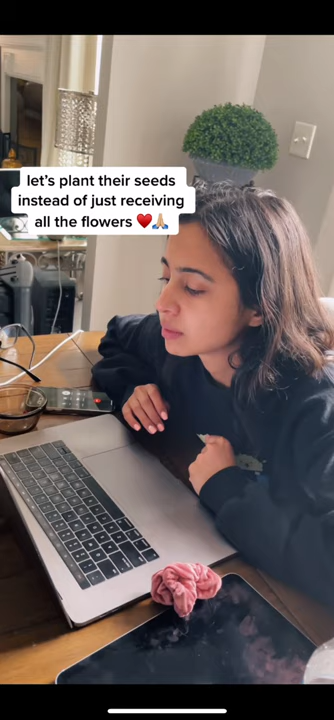 let's plant their seeds
instead of just receiving
all the flowers ❤️🙏🏼